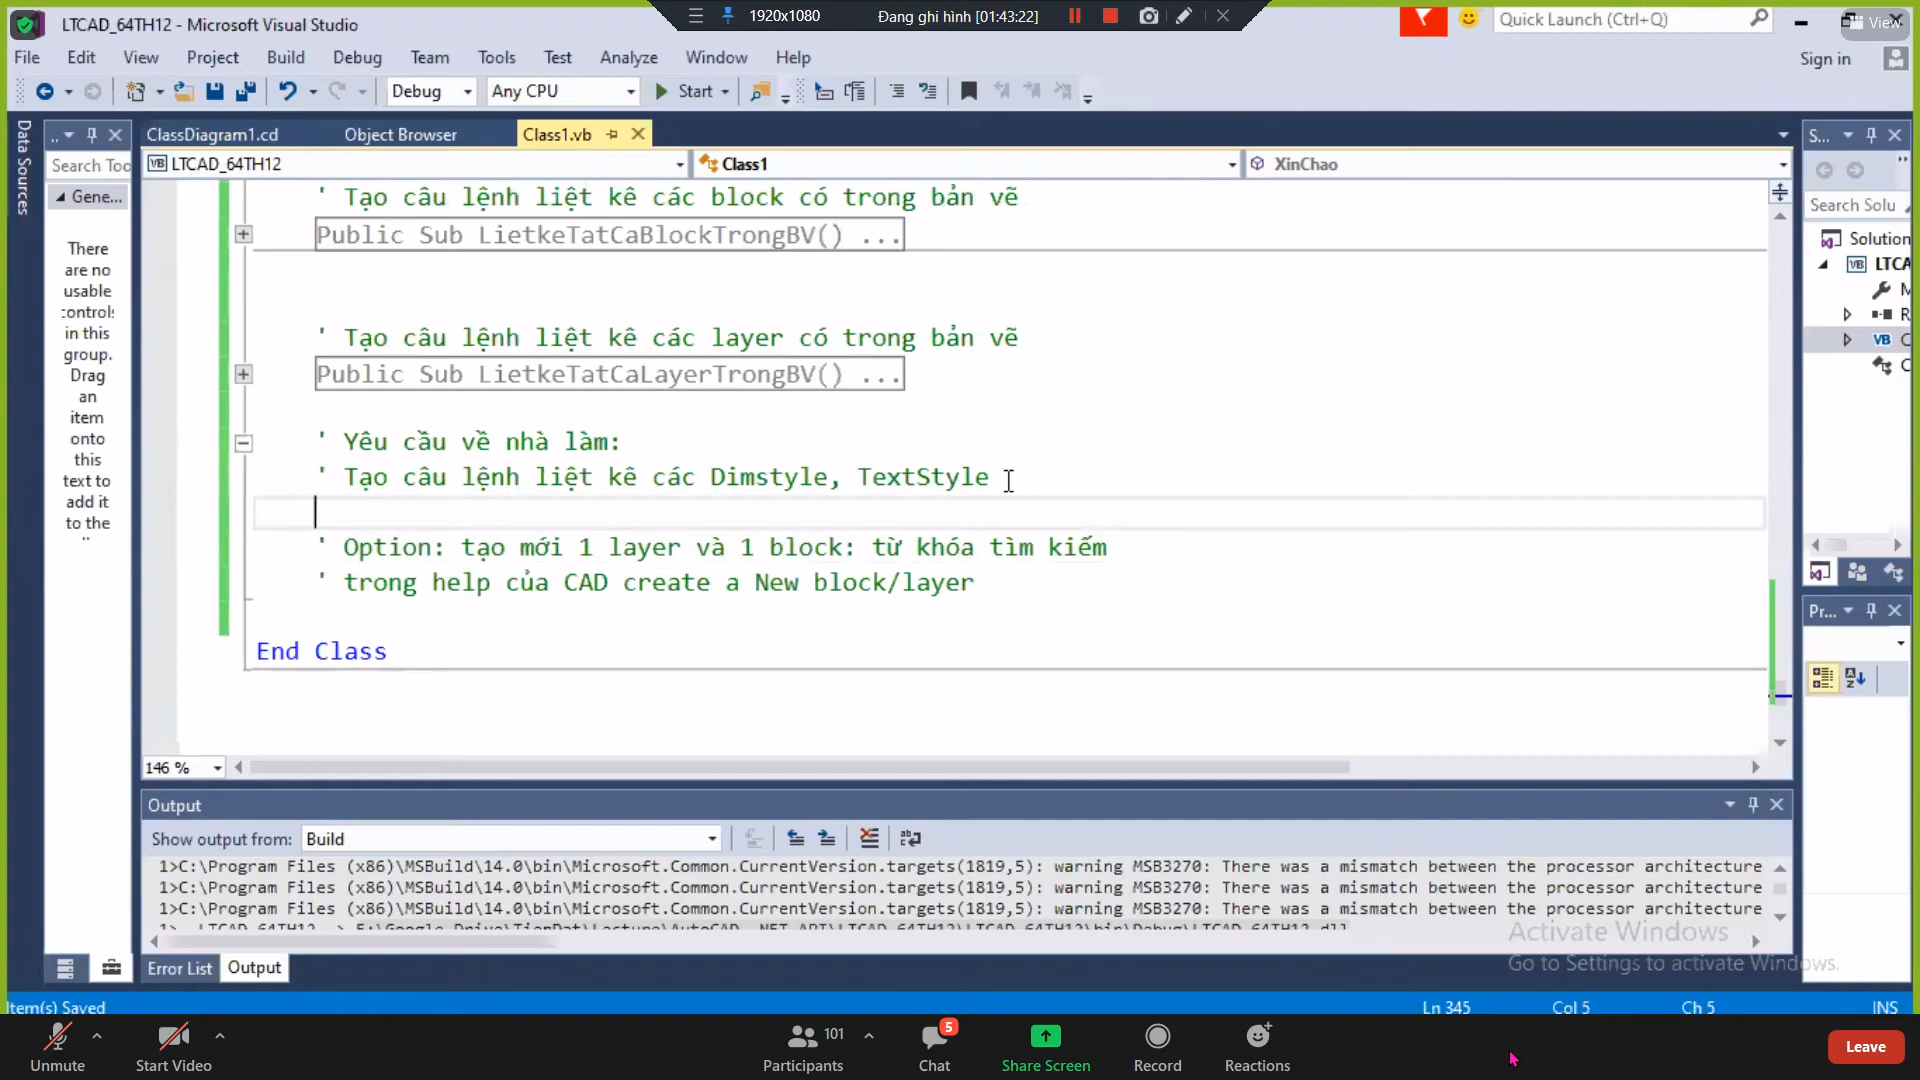 LTCAD_64TH12 - Microsoft Visual Studio
1920x1080
Đang ghi hình [01:43:22]
Quick Launch (Ctrl+Q)
View
File Edit View Project Build Debug Team Tools Test Analyze Window Help
Sign in
Debug
Any CPU
Start
Data Sources
ClassDiagram1.cd
Object Browser
Class1.vb
S...
Search Too
LTCAD_64TH12
Class1
XinChao
Gene...
There
are no
usable
controls
in this
group.
Drag
an
item
onto
this
text to
add it
to the
' Tạo câu lệnh liệt kê các block có trong bản vẽ
Public Sub LietkeTatCaBlockTrongBV() ...
' Tạo câu lệnh liệt kê các layer có trong bản vẽ
Public Sub LietkeTatCaLayerTrongBV() ...
' Yêu cầu về nhà làm:
' Tạo câu lệnh liệt kê các Dimstyle, TextStyle
' Option: tạo mới 1 layer và 1 block: từ khóa tìm kiếm
' trong help của CAD create a New block/layer
End Class
Search Solu
Solution
LTCA
Pr...
146 %
Output
Show output from: Build
1>C:\Program Files (x86)\MSBuild\14.0\bin\Microsoft.Common.CurrentVersion.targets(1819,5): warning MSB3270: There was a mismatch between the processor architecture
1>C:\Program Files (x86)\MSBuild\14.0\bin\Microsoft.Common.CurrentVersion.targets(1819,5): warning MSB3270: There was a mismatch between the processor architecture
1>C:\Program Files (x86)\MSBuild\14.0\bin\Microsoft.Common.CurrentVersion.targets(1819,5): warning MSB3270: There was a mismatch between the processor architecture
Activate Windows
Go to Settings to activate Windows.
Error List
Output
Item(s) Saved
Ln 345
Col 5
Ch 5
INS
Unmute
Start Video
101
Participants
5
Chat
Share Screen
Record
Reactions
Leave